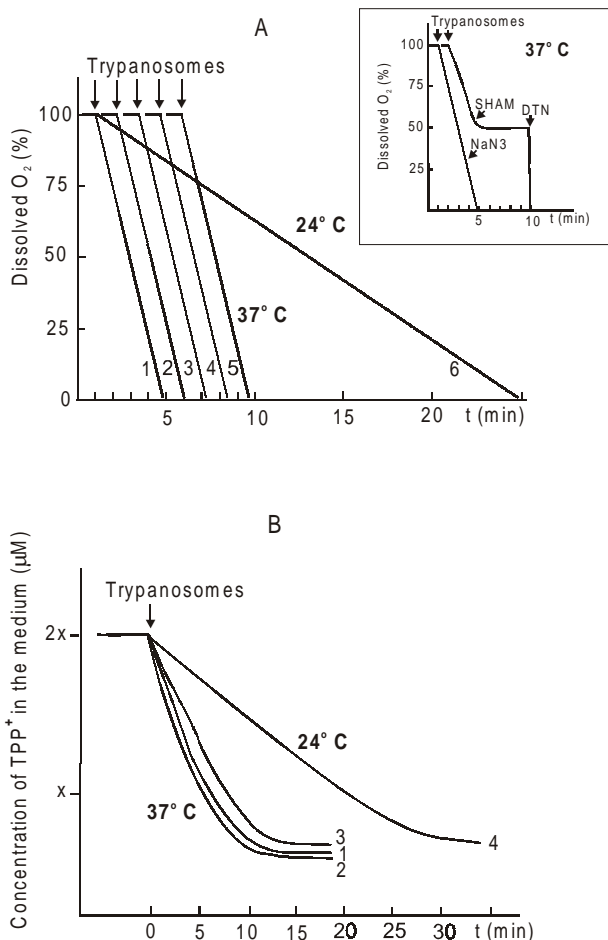 A
Trypanosomes
Dissolved O₂ (%)
100
75
50
25
0
24° C
37° C
1 2 3 4 5 6
5 10 15 20 t (min)
Trypanosomes
37° C
Dissolved O₂ (%)
100
50
25
SHAM
DTN
NaN3
5 10
t (min)
B
Concentration of TPP⁺ in the medium (μM)
Trypanosomes
2x
x
24° C
37° C
3
1
2
4
0 5 10 15 20 25 30 t (min)